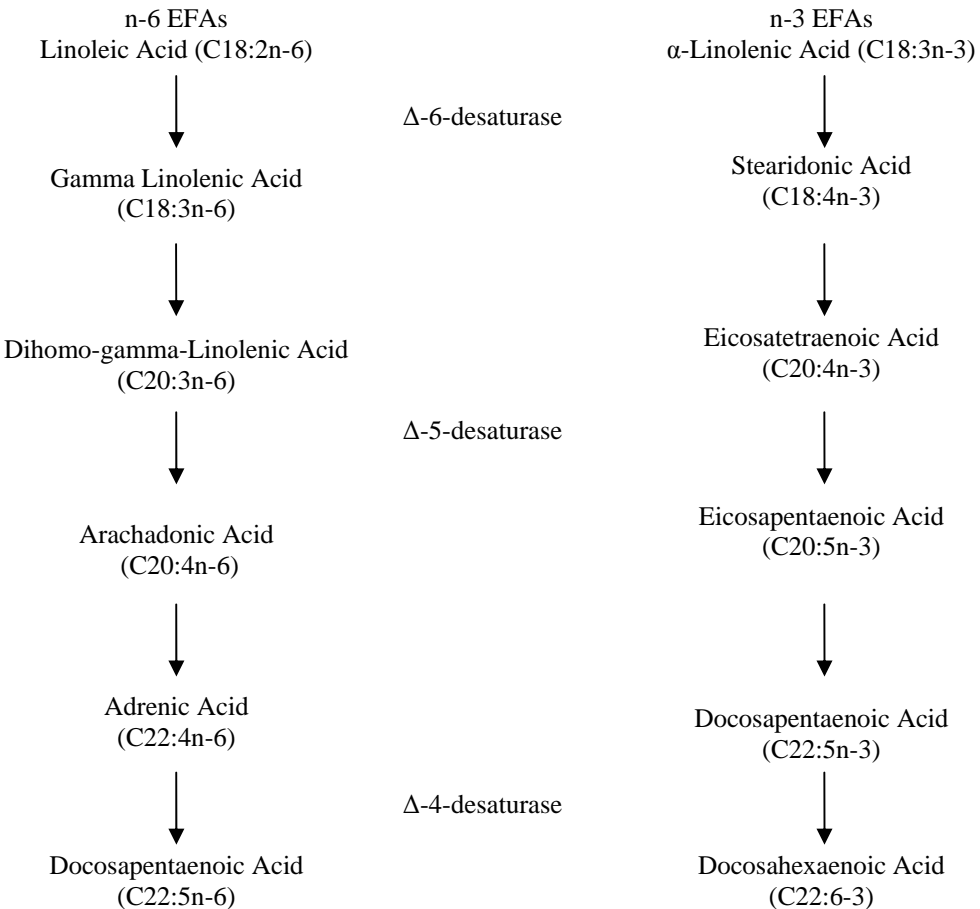 n-6 EFAs
Linoleic Acid (C18:2n-6)
n-3 EFAs
α-Linolenic Acid (C18:3n-3)
Δ-6-desaturase
Gamma Linolenic Acid
(C18:3n-6)
Stearidonic Acid
(C18:4n-3)
Dihomo-gamma-Linolenic Acid
(C20:3n-6)
Eicosatetraenoic Acid
(C20:4n-3)
Δ-5-desaturase
Arachadonic Acid
(C20:4n-6)
Eicosapentaenoic Acid
(C20:5n-3)
Adrenic Acid
(C22:4n-6)
Docosapentaenoic Acid
(C22:5n-3)
Δ-4-desaturase
Docosapentaenoic Acid
(C22:5n-6)
Docosahexaenoic Acid
(C22:6-3)